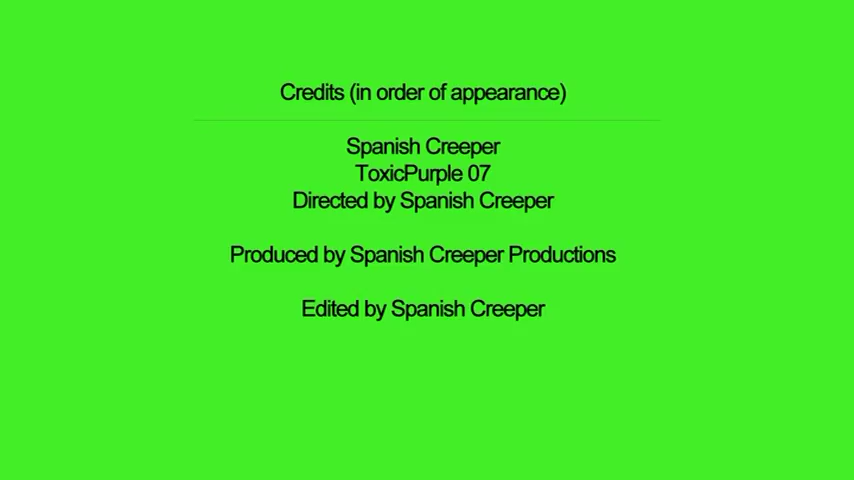 Credits (in order of appearance)
Spanish Creeper
ToxicPurple 07
Directed by Spanish Creeper
Produced by Spanish Creeper Productions
Edited by Spanish Creeper